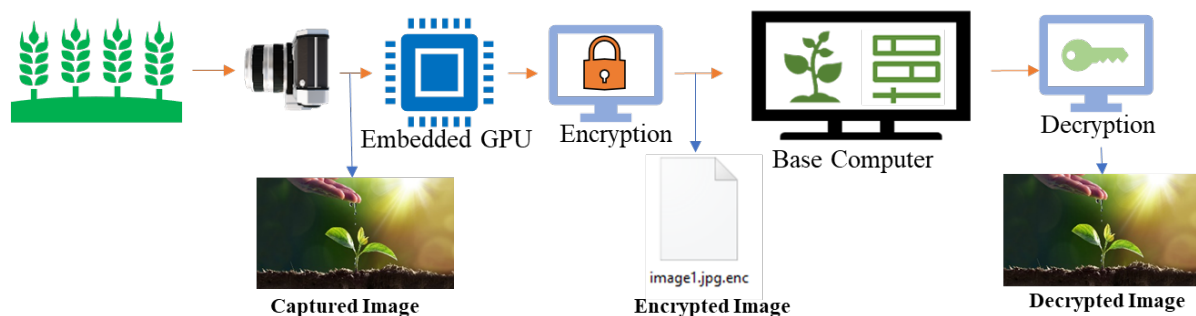 Embedded GPU
Encryption
Base Computer
Decryption
image1.jpg.enc
Captured Image
Encrypted Image
Decrypted Image